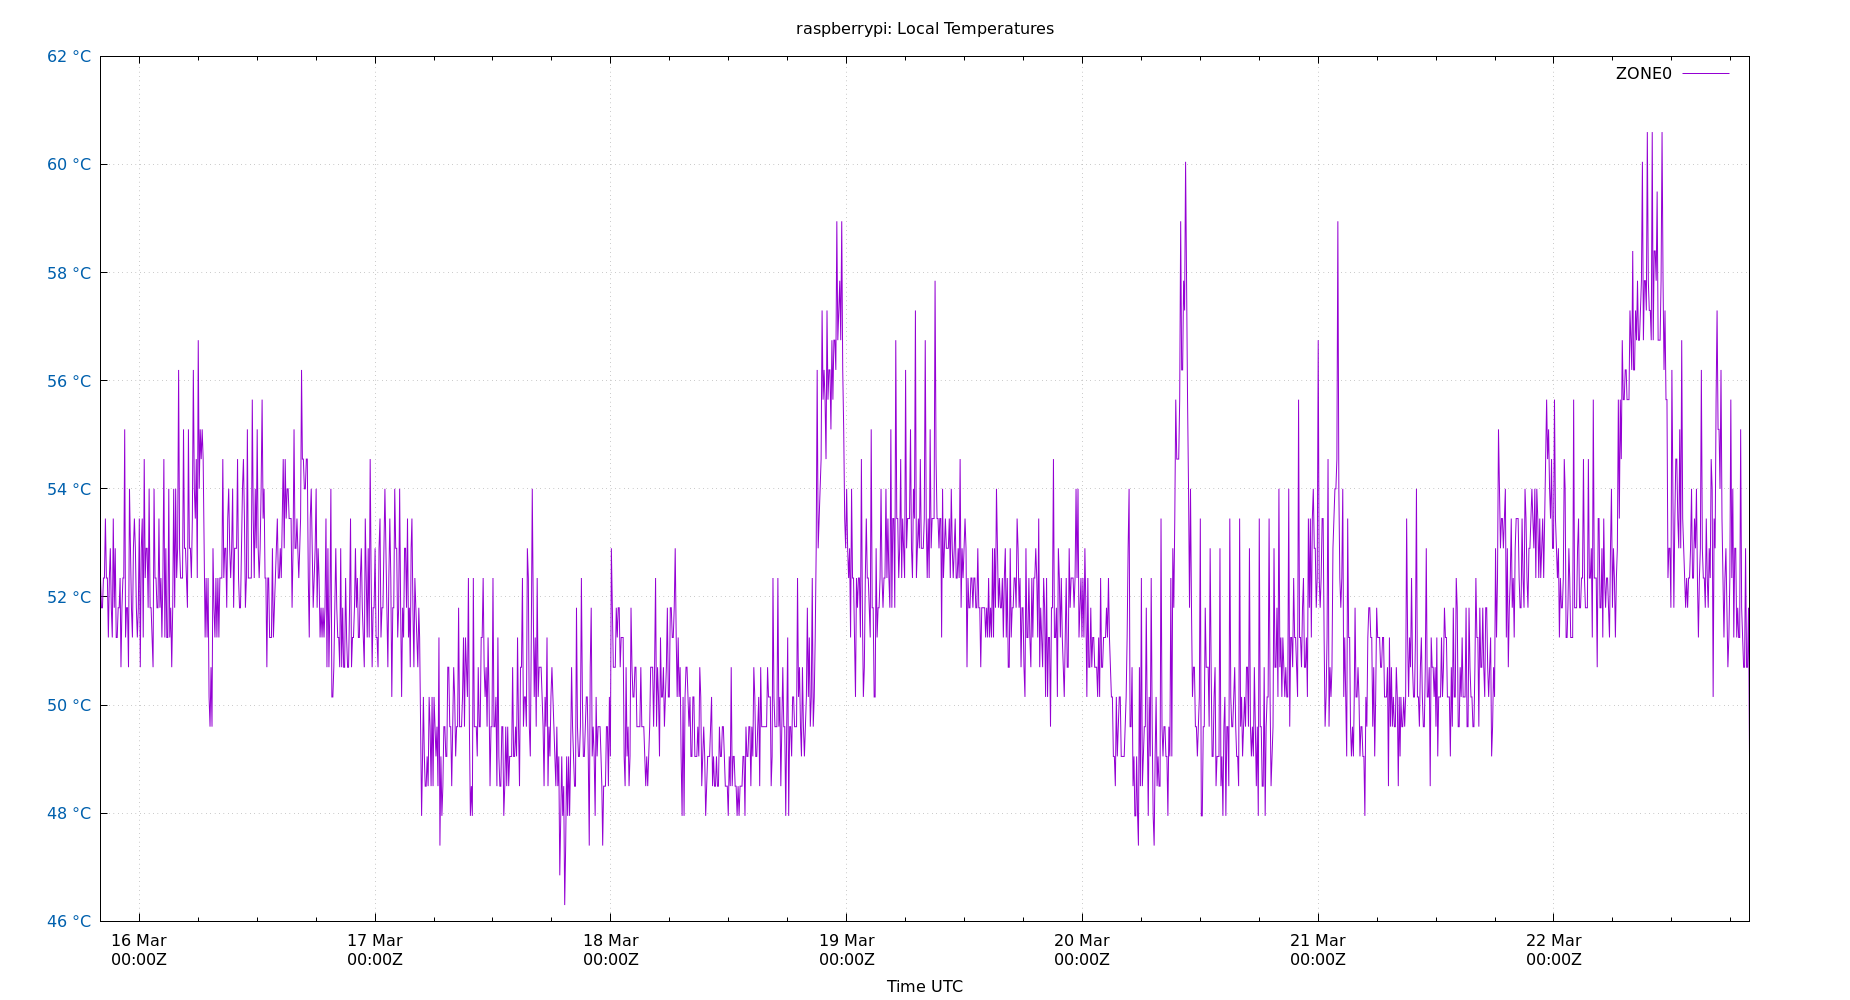 raspberrypi: Local Temperatures
62 °C
ZONE0
60 °C
58 °C
56 °C
54 °C
52 °C
50 °C
48 °C
46 °C
16 Mar 17 Mar 18 Mar 19 Mar 20 Mar 21 Mar 22 Mar
00:00Z 00:00Z 00:00Z 00:00Z 00:00Z 00:00Z 00:00Z
Time UTC